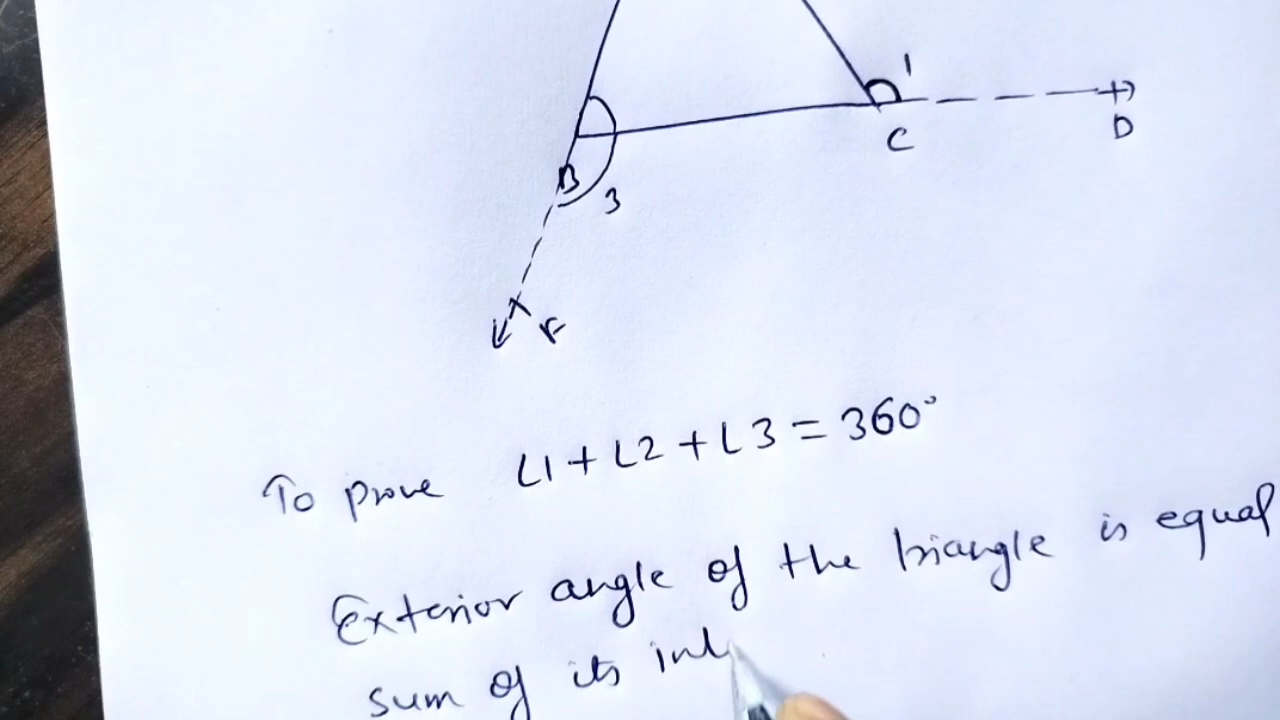 1
C
D
B
3
F
To prove ∠1 + ∠2 + ∠3 = 360°
Exterior angle of the triangle is equal
sum of its int